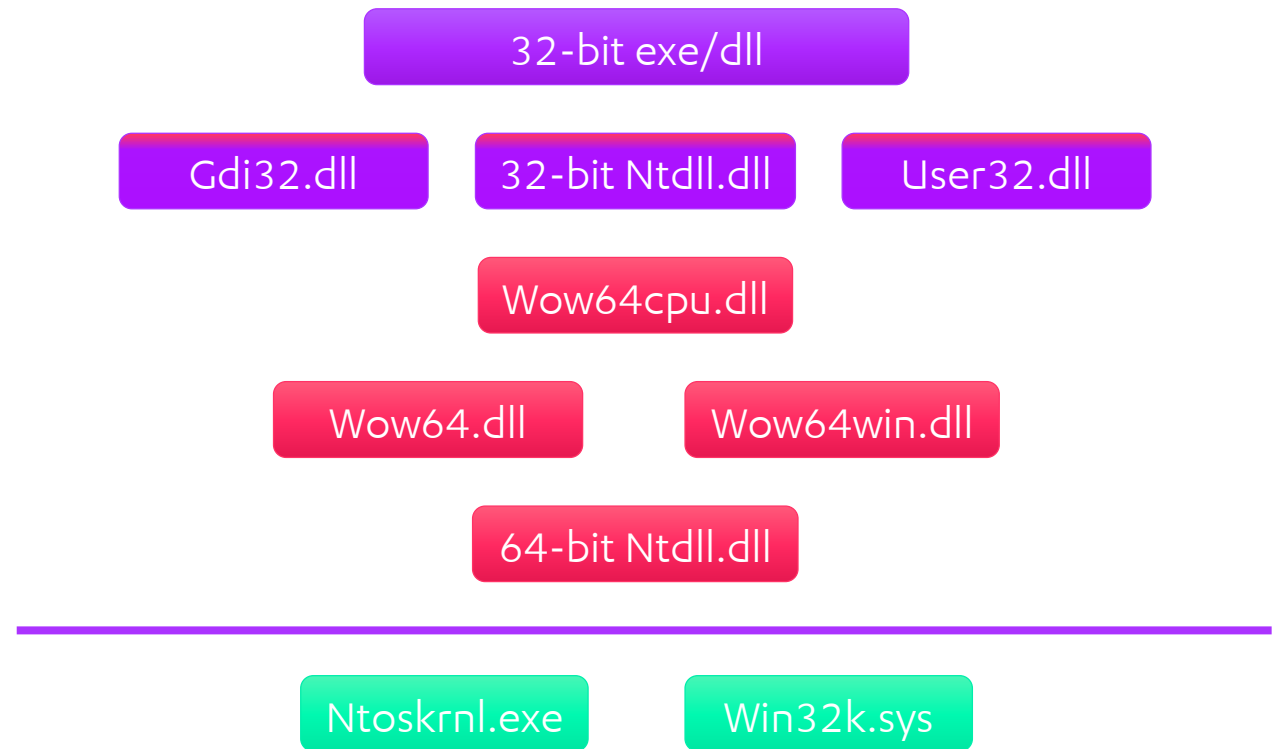 32-bit exe/dll
Gdi32.dll
32-bit Ntdll.dll
User32.dll
Wow64cpu.dll
Wow64.dll
Wow64win.dll
64-bit Ntdll.dll
Ntoskrnl.exe
Win32k.sys